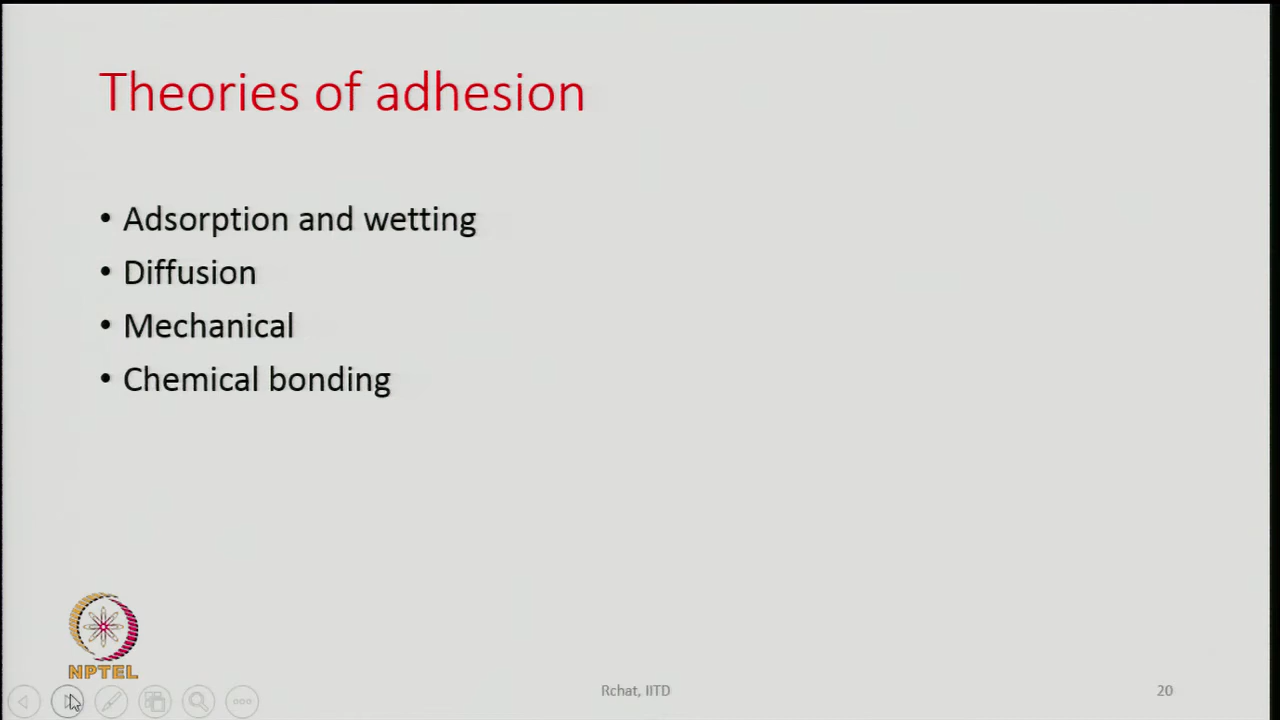 Theories of adhesion
• Adsorption and wetting
• Diffusion
• Mechanical
• Chemical bonding
NPTEL
Rchat, IITD
20